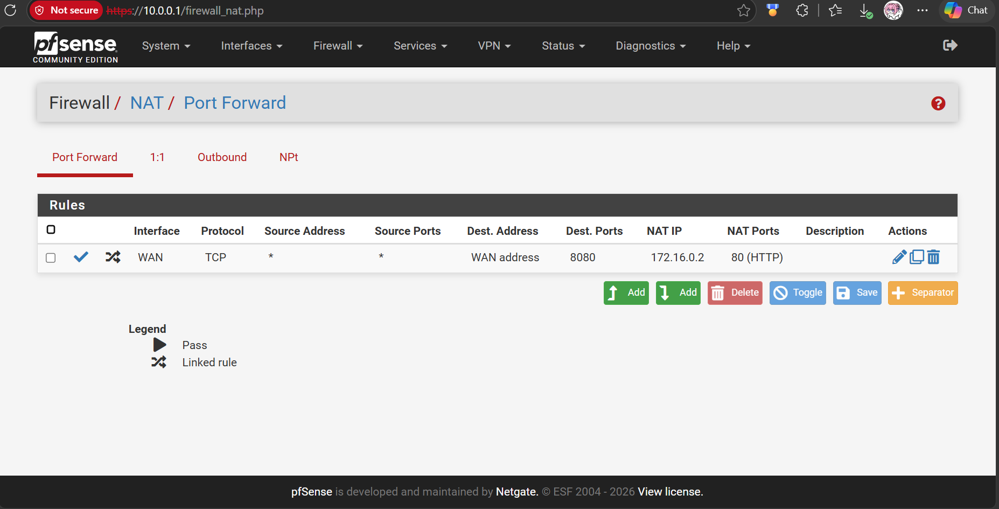 Not secure https://10.0.0.1/firewall_nat.php Chat
pfsense
COMMUNITY EDITION
System Interfaces Firewall Services VPN Status Diagnostics Help
Firewall / NAT / Port Forward
Port Forward 1:1 Outbound NPt
Rules
Interface Protocol Source Address Source Ports Dest. Address Dest. Ports NAT IP NAT Ports Description Actions
WAN TCP * * WAN address 8080 172.16.0.2 80 (HTTP)
Add Add Delete Toggle Save Separator
Legend
Pass
Linked rule
pfSense is developed and maintained by Netgate. © ESF 2004 - 2026 View license.